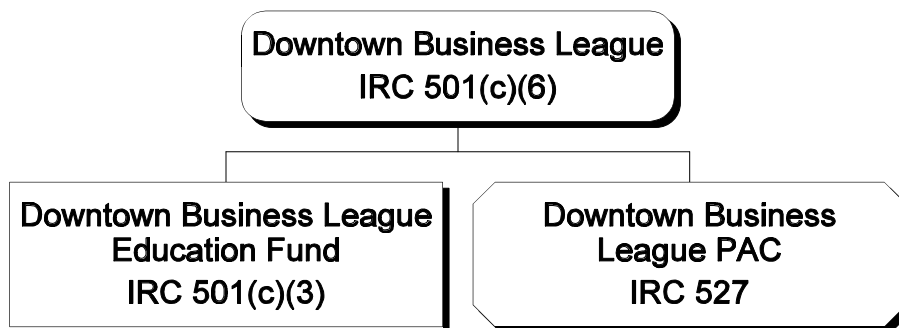 Downtown Business League
IRC 501(c)(6)
Downtown Business League
Education Fund
IRC 501(c)(3)
Downtown Business
League PAC
IRC 527